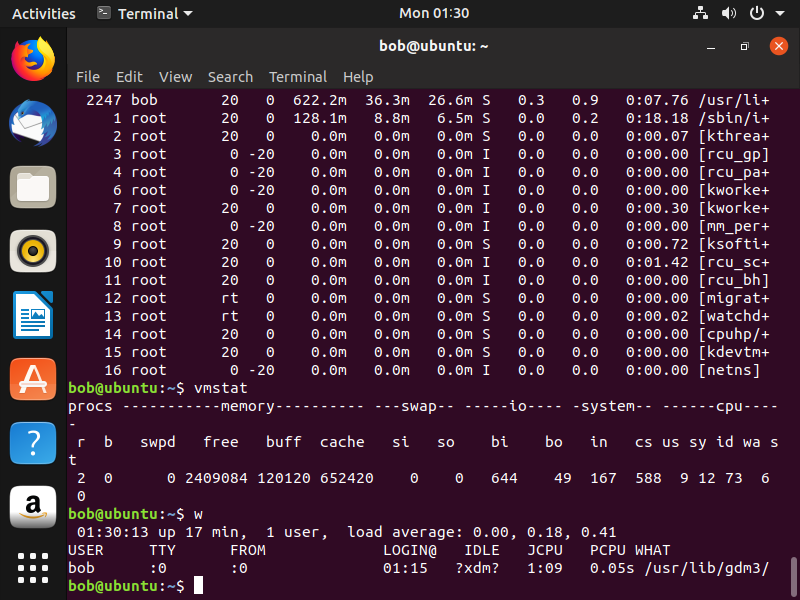 Activities Terminal Mon 01:30
bob@ubuntu: ~
File Edit View Search Terminal Help
 2247 bob       20   0  622.2m  36.3m  26.6m S   0.3   0.9   0:07.76 /usr/li+
    1 root      20   0  128.1m   8.8m   6.5m S   0.0   0.2   0:18.18 /sbin/i+
    2 root      20   0    0.0m   0.0m   0.0m S   0.0   0.0   0:00.07 [kthrea+
    3 root       0 -20    0.0m   0.0m   0.0m I   0.0   0.0   0:00.00 [rcu_gp]
    4 root       0 -20    0.0m   0.0m   0.0m I   0.0   0.0   0:00.00 [rcu_pa+
    6 root       0 -20    0.0m   0.0m   0.0m I   0.0   0.0   0:00.00 [kworke+
    7 root      20   0    0.0m   0.0m   0.0m I   0.0   0.0   0:00.30 [kworke+
    8 root       0 -20    0.0m   0.0m   0.0m I   0.0   0.0   0:00.00 [mm_per+
    9 root      20   0    0.0m   0.0m   0.0m S   0.0   0.0   0:00.72 [ksofti+
   10 root      20   0    0.0m   0.0m   0.0m I   0.0   0.0   0:01.42 [rcu_sc+
   11 root      20   0    0.0m   0.0m   0.0m I   0.0   0.0   0:00.00 [rcu_bh]
   12 root      rt   0    0.0m   0.0m   0.0m S   0.0   0.0   0:00.00 [migrat+
   13 root      rt   0    0.0m   0.0m   0.0m S   0.0   0.0   0:00.02 [watchd+
   14 root      20   0    0.0m   0.0m   0.0m S   0.0   0.0   0:00.00 [cpuhp/+
   15 root      20   0    0.0m   0.0m   0.0m S   0.0   0.0   0:00.00 [kdevtm+
   16 root       0 -20    0.0m   0.0m   0.0m I   0.0   0.0   0:00.00 [netns]
bob@ubuntu:~$ vmstat
procs -----------memory---------- ---swap-- -----io---- -system-- ------cpu----
-
 r  b   swpd   free   buff  cache   si   so    bi    bo   in   cs us sy id wa s
t
 2  0      0 2409084 120120 652420    0    0   644    49  167  588  9 12 73  6
 0
bob@ubuntu:~$ w
 01:30:13 up 17 min,  1 user,  load average: 0.00, 0.18, 0.41
USER     TTY      FROM             LOGIN@   IDLE   JCPU   PCPU WHAT
bob      :0       :0               01:15   ?xdm?   1:09   0.05s /usr/lib/gdm3/
bob@ubuntu:~$
?
a